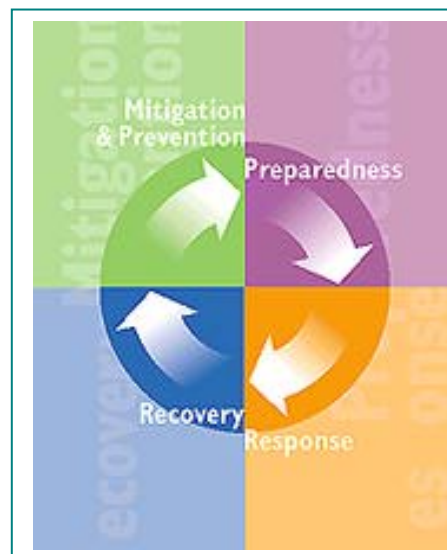 Mitigation
& Prevention
Preparedness
Recovery
Response